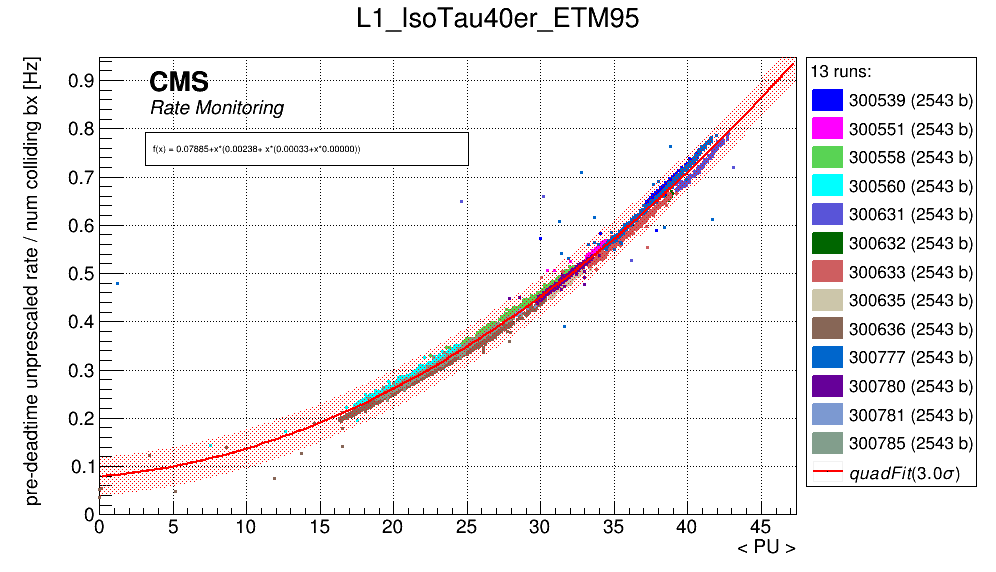 L1_IsoTau40er_ETM95
pre-deadtime unprescaled rate / num colliding bx [Hz]
CMS
Rate Monitoring
f(x) = 0.07885+x*(0.00238+ x*(0.00033+x*0.00000))
0.9
0.8
0.7
0.6
0.5
0.4
0.3
0.2
0.1
0
0 5 10 15 20 25 30 35 40 45
< PU >
13 runs:
300539 (2543 b)
300551 (2543 b)
300558 (2543 b)
300560 (2543 b)
300631 (2543 b)
300632 (2543 b)
300633 (2543 b)
300635 (2543 b)
300636 (2543 b)
300777 (2543 b)
300780 (2543 b)
300781 (2543 b)
300785 (2543 b)
quadFit(3.0σ)